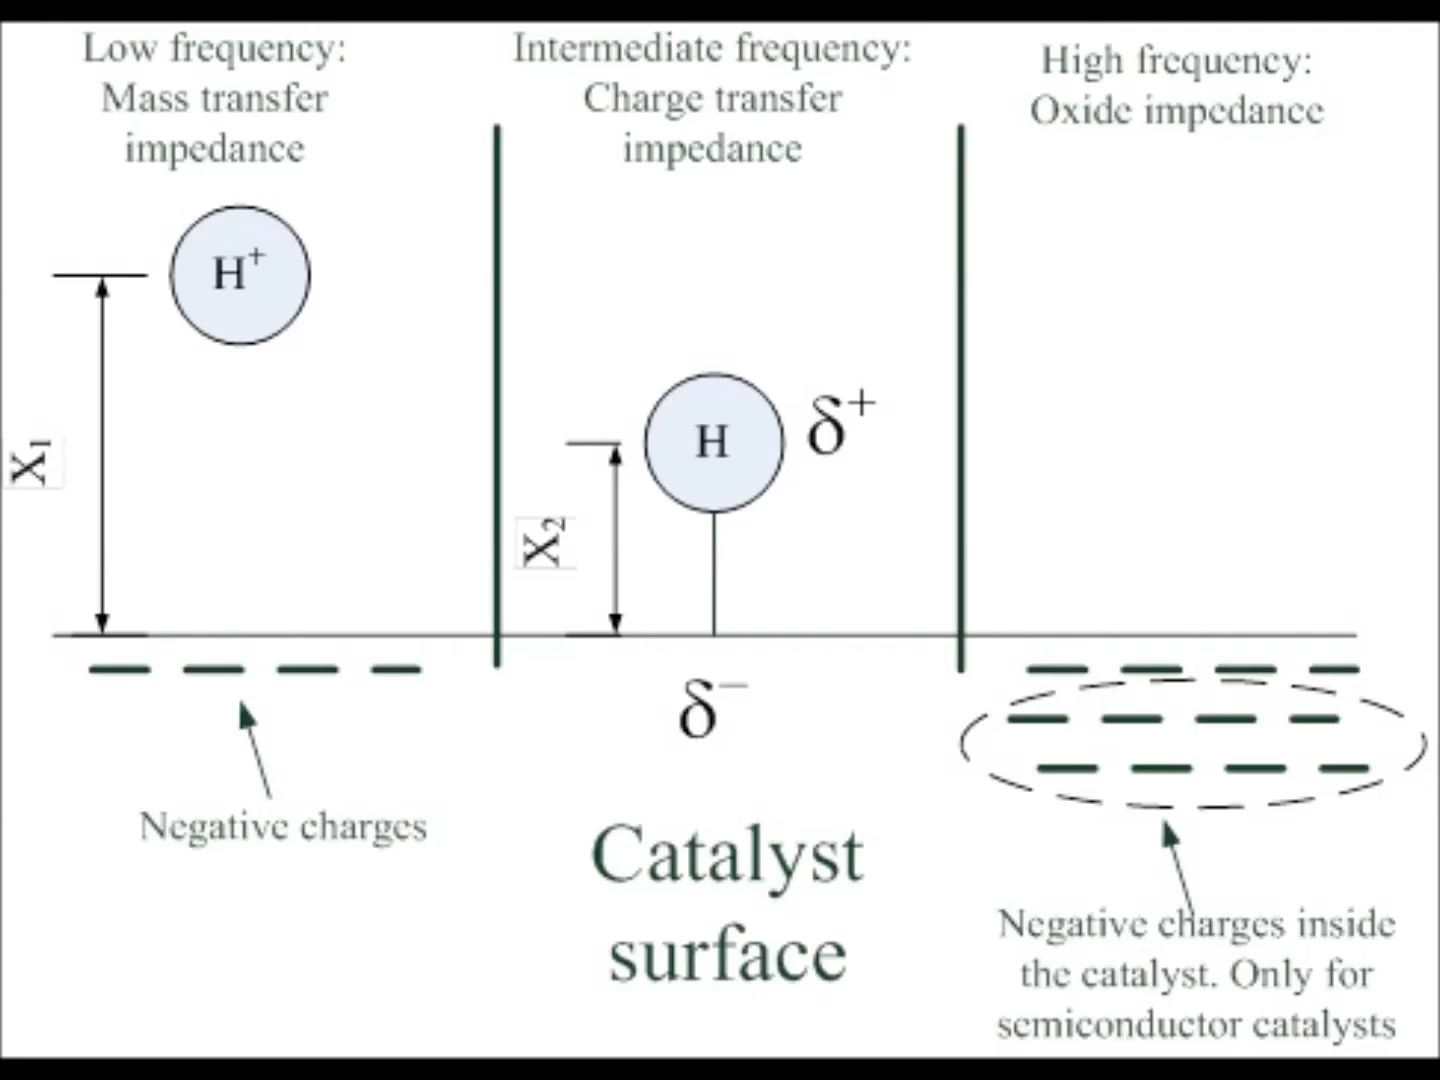 Low frequency:
Mass transfer
impedance
H⁺
X₁
Negative charges
Intermediate frequency:
Charge transfer
impedance
H
δ⁺
X₂
δ⁻
Catalyst
surface
High frequency:
Oxide impedance
Negative charges inside
the catalyst. Only for
semiconductor catalysts